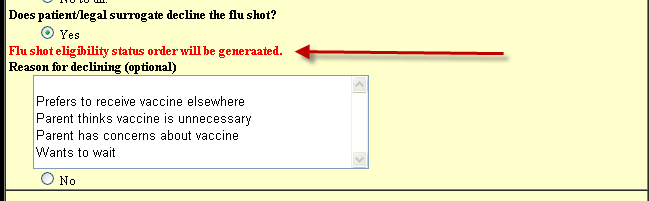 Does patient/legal surrogate decline the flu shot?
Yes
Flu shot eligibility status order will be generaated.
Reason for declining (optional)
Prefers to receive vaccine elsewhere
Parent thinks vaccine is unnecessary
Parent has concerns about vaccine
Wants to wait
No